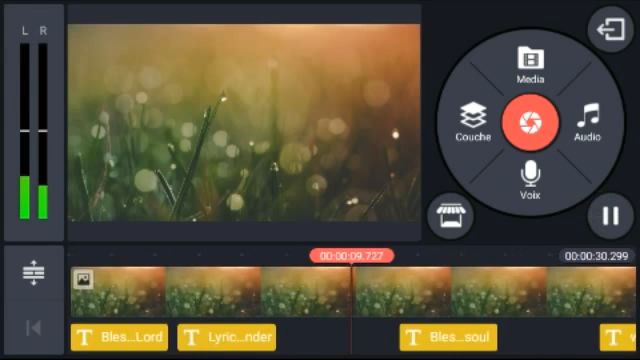 L R
Media
Couche
Audio
Voix
00:00:09.727
00:00:30.299
T Bles...Lord
T Lyric...nder
T Bles...soul
T